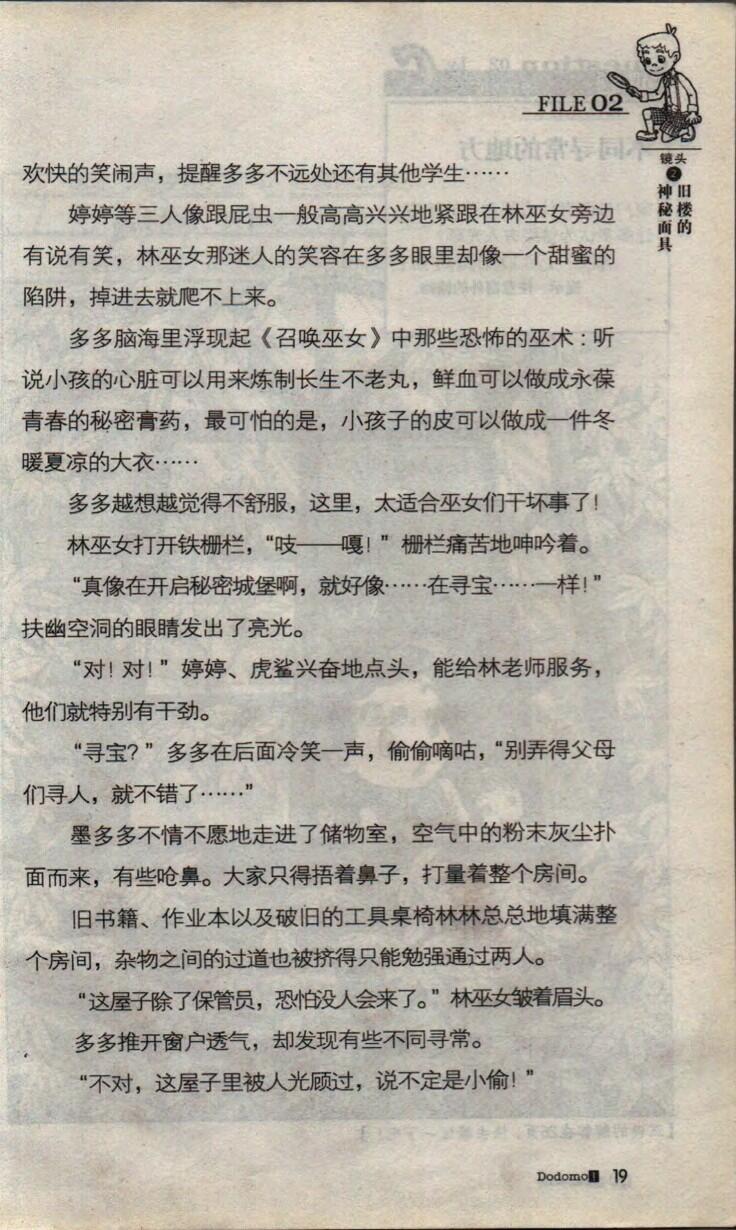 FILE 02
镜头
❷
旧楼的
神秘面具
欢快的笑闹声，提醒多多不远处还有其他学生……
婷婷等三人像跟屁虫一般高高兴兴地紧跟在林巫女旁边
有说有笑，林巫女那迷人的笑容在多多眼里却像一个甜蜜的
陷阱，掉进去就爬不上来。
多多脑海里浮现起《召唤巫女》中那些恐怖的巫术：听
说小孩的心脏可以用来炼制长生不老丸，鲜血可以做成永葆
青春的秘密膏药，最可怕的是，小孩子的皮可以做成一件冬
暖夏凉的大衣……
多多越想越觉得不舒服，这里，太适合巫女们干坏事了！
林巫女打开铁栅栏，“吱——嘎！”栅栏痛苦地呻吟着。
“真像在开启秘密城堡啊，就好像……在寻宝……一样！”
扶幽空洞的眼睛发出了亮光。
“对！对！”婷婷、虎鲨兴奋地点头，能给林老师服务，
他们就特别有干劲。
“寻宝？”多多在后面冷笑一声，偷偷嘀咕，“别弄得父母
们寻人，就不错了……”
墨多多不情不愿地走进了储物室，空气中的粉末灰尘扑
面而来，有些呛鼻。大家只得捂着鼻子，打量着整个房间。
旧书籍、作业本以及破旧的工具桌椅林林总总地填满整
个房间，杂物之间的过道也被挤得只能勉强通过两人。
“这屋子除了保管员，恐怕没人会来了。”林巫女皱着眉头。
多多推开窗户透气，却发现有些不同寻常。
“不对，这屋子里被人光顾过，说不定是小偷！”
Dodomo! 19